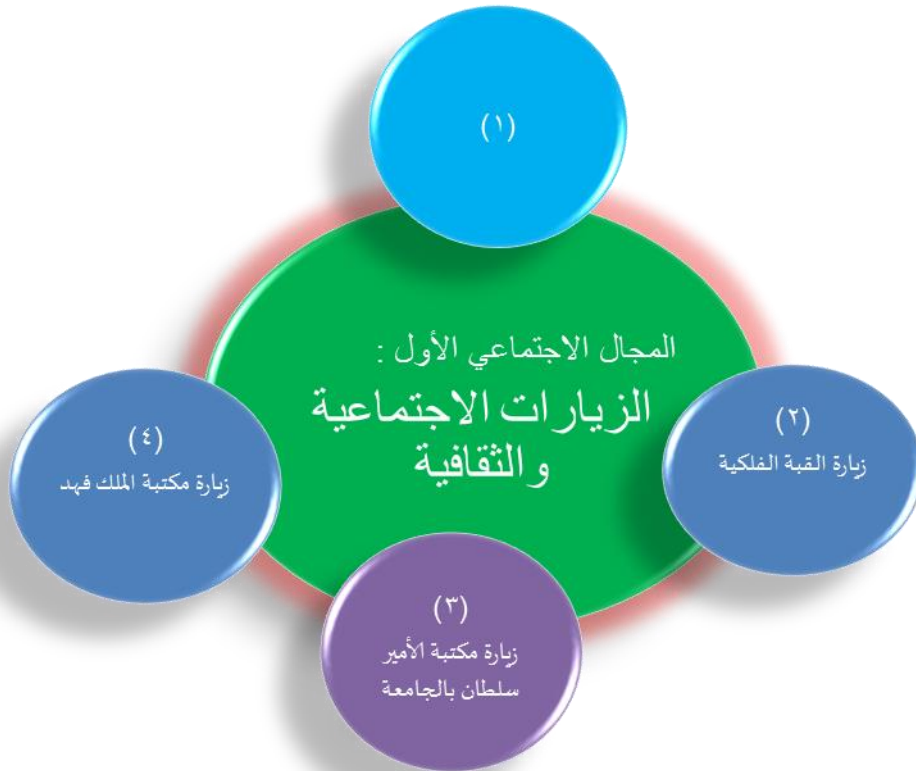 (١)
المجال الاجتماعي الأول :
الزيارات الاجتماعية
والثقافية
(٢)
زيارة القبة الفلكية
(٣)
زيارة مكتبة الأمير
سلطان بالجامعة
(٤)
زيارة مكتبة الملك فهد